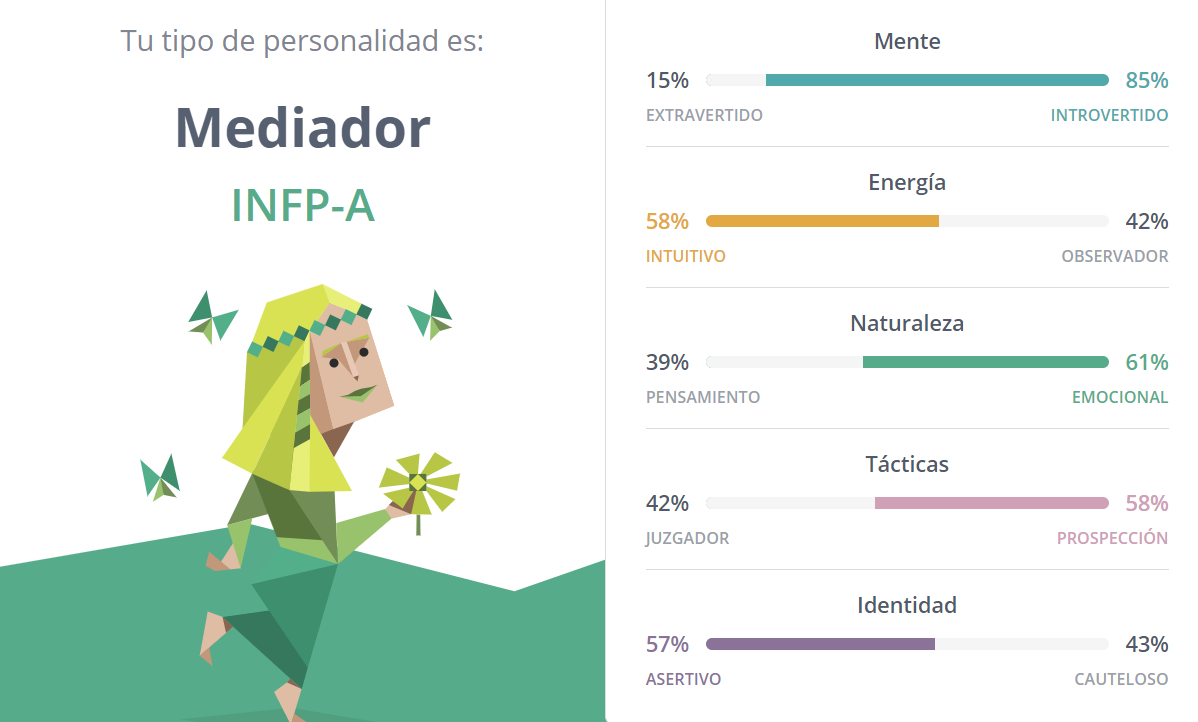 Tu tipo de personalidad es:
Mediador
INFP-A
Mente
15% 85%
EXTRAVERTIDO INTROVERTIDO
Energía
58% 42%
INTUITIVO OBSERVADOR
Naturaleza
39% 61%
PENSAMIENTO EMOCIONAL
Tácticas
42% 58%
JUZGADOR PROSPECCIÓN
Identidad
57% 43%
ASERTIVO CAUTELOSO